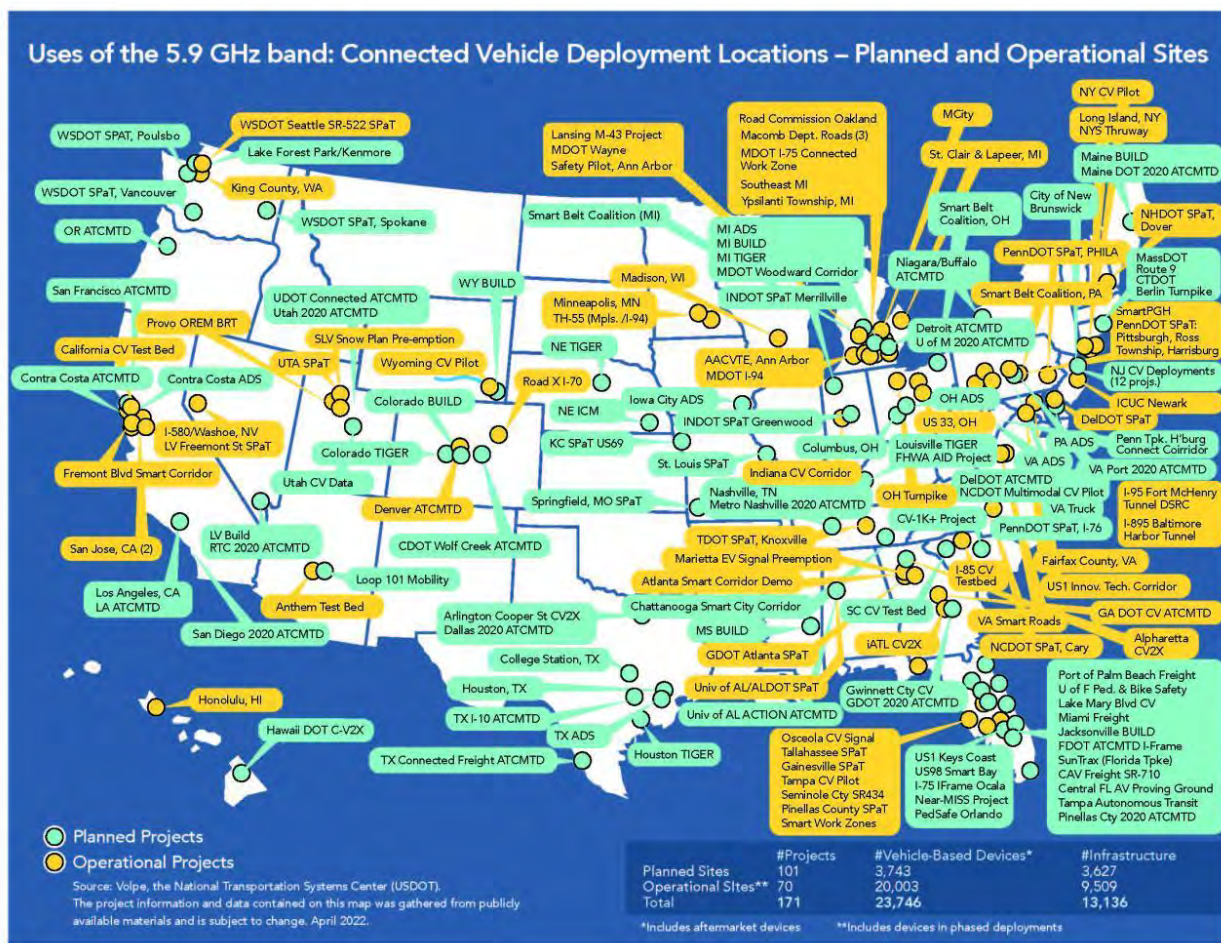 Uses of the 5.9 GHz band: Connected Vehicle Deployment Locations – Planned and Operational Sites
WSDOT SPAT, Poulsbo
WSDOT Seattle SR-522 SPaT
Lake Forest Park/Kenmore
WSDOT SPaT, Vancouver
King County, WA
WSDOT SPaT, Spokane
OR ATCMTD
San Francisco ATCMTD
Provo OREM BRT
California CV Test Bed
Contra Costa ATCMTD
Contra Costa ADS
UDOT Connected ATCMTD
Utah 2020 ATCMTD
SLV Snow Plan Pre-emption
UTA SPaT
Wyoming CV Pilot
WY BUILD
Colorado BUILD
Road X I-70
I-580/Washoe, NV
LV Freemont St SPaT
Fremont Blvd Smart Corridor
Colorado TIGER
Utah CV Data
Denver ATCMTD
San Jose, CA (2)
LV Build
RTC 2020 ATCMTD
CDOT Wolf Creek ATCMTD
Los Angeles, CA
LA ATCMTD
San Diego 2020 ATCMTD
Anthem Test Bed
Loop 101 Mobility
Honolulu, HI
Hawaii DOT C-V2X
Lansing M-43 Project
MDOT Wayne
Safety Pilot, Ann Arbor
Road Commission Oakland
Macomb Dept. Roads (3)
MDOT I-75 Connected
Work Zone
Southeast MI
Ypsilanti Township, MI
MCity
St. Clair & Lapeer, MI
NY CV Pilot
Long Island, NY
NYS Thruway
Maine BUILD
Maine DOT 2020 ATCMTD
Smart Belt Coalition (MI)
MI ADS
MI BUILD
MI TIGER
MDOT Woodward Corridor
Smart Belt
Coalition, OH
City of New
Brunswick
NHDOT SPaT,
Dover
Niagara/Buffalo
ATCMTD
PennDOT SPaT, PHILA
MassDOT
Route 9
CTDOT
Berlin Turnpike
Madison, WI
Minneapolis, MN
TH-55 (Mpls. /I-94)
INDOT SPaT Merrillville
Smart Belt Coalition, PA
Detroit ATCMTD
U of M 2020 ATCMTD
SmartPGH
PennDOT SPaT:
Pittsburgh, Ross
Township, Harrisburg
NE TIGER
AACVTE, Ann Arbor
MDOT I-94
NJ CV Deployments
(12 projs.)
NE ICM
Iowa City ADS
OH ADS
ICUC Newark
INDOT SPaT Greenwood
US 33, OH
DelDOT SPaT
KC SPaT US69
Columbus, OH
Louisville TIGER
FHWA AID Project
PA ADS
Penn Tpk. H'burg
Connect Coirridor
St. Louis SPaT
Indiana CV Corridor
VA ADS
VA Port 2020 ATCMTD
Springfield, MO SPaT
Nashville, TN
Metro Nashville 2020 ATCMTD
OH Turnpike
DelDOT ATCMTD
NCDOT Multimodal CV Pilot
VA Truck
I-95 Fort McHenry
Tunnel DSRC
I-895 Baltimore
Harbor Tunnel
CV-1K+ Project
PennDOT SPaT, I-76
TDOT SPaT, Knoxville
Marietta EV Signal Preemption
Atlanta Smart Corridor Demo
I-85 CV
Testbed
Fairfax County, VA
US1 Innov. Tech. Corridor
Arlington Cooper St CV2X
Dallas 2020 ATCMTD
Chattanooga Smart City Corridor
SC CV Test Bed
VA Smart Roads
GA DOT CV ATCMTD
MS BUILD
GDOT Atlanta SPaT
iATL CV2X
NCDOT SPaT, Cary
Alpharetta
CV2X
College Station, TX
Houston, TX
Univ of AL/ALDOT SPaT
Gwinnett Cty CV
GDOT 2020 ATCMTD
TX I-10 ATCMTD
Univ of AL ACTION ATCMTD
TX ADS
Houston TIGER
TX Connected Freight ATCMTD
Osceola CV Signal
Tallahassee SPaT
Gainesville SPaT
Tampa CV Pilot
Seminole Cty SR434
Pinellas County SPaT
Smart Work Zones
US1 Keys Coast
US98 Smart Bay
I-75 IFrame Ocala
Near-MISS Project
PedSafe Orlando
Port of Palm Beach Freight
U of F Ped. & Bike Safety
Lake Mary Blvd CV
Miami Freight
Jacksonville BUILD
FDOT ATCMTD I-Frame
SunTrax (Florida Tpke)
CAV Freight SR-710
Central FL AV Proving Ground
Tampa Autonomous Transit
Pinellas Cty 2020 ATCMTD
Planned Projects
Operational Projects
Source: Volpe, the National Transportation Systems Center (USDOT).
The project information and data contained on this map was gathered from publicly
available materials and is subject to change. April 2022.
#Projects #Vehicle-Based Devices* #Infrastructure
Planned Sites 101 3,743 3,627
Operational SItes** 70 20,003 9,509
Total 171 23,746 13,136
*Includes aftermarket devices **Includes devices in phased deployments